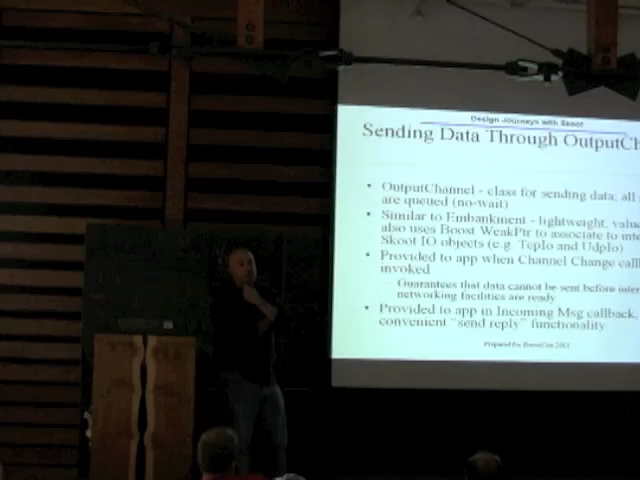 Design Journeys with Skoot
Sending Data Through OutputCh
• OutputChannel - class for sending data; all
are queued (no-wait)
• Similar to Embankment - lightweight, valu
also uses Boost WeakPtr to associate to inte
Skoot IO objects (e.g. TcpIo and UdpIo)
• Provided to app when Channel Change call
invoked
– Guarantees that data cannot be sent before inter
networking facilities are ready
• Provided to app in Incoming Msg callback,
convenient "send reply" functionality
Prepared for BoostCon 2011